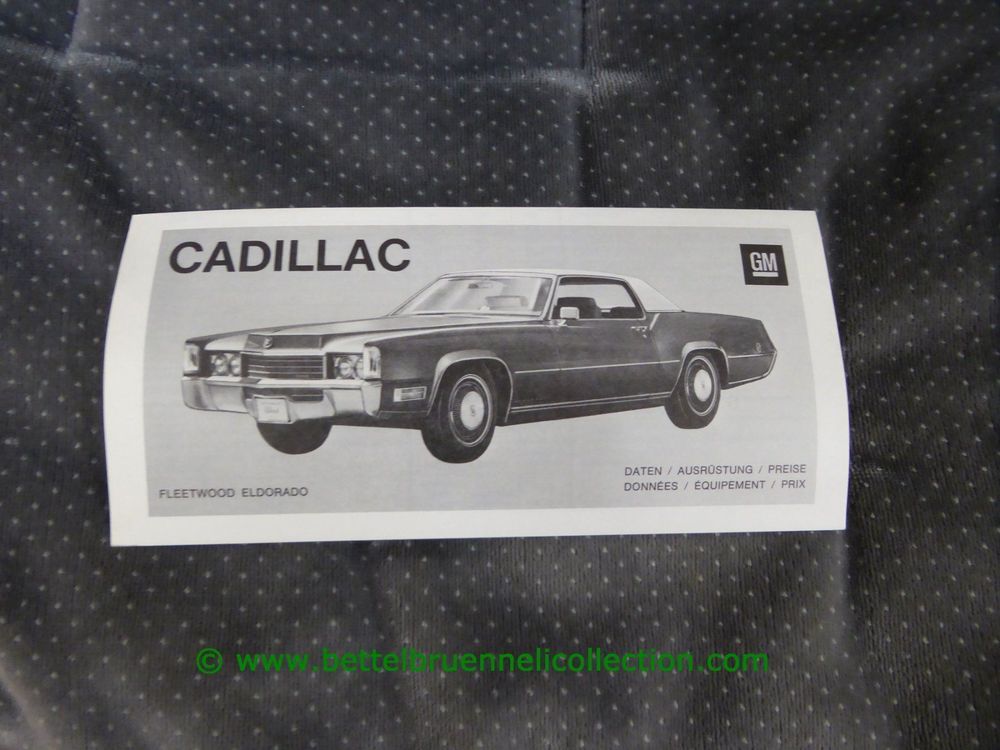 CADILLAC
GM
FLEETWOOD ELDORADO
DATEN / AUSRÜSTUNG / PREISE
DONNÉES / ÉQUIPEMENT / PRIX
© www.bettelbruennelicollection.com